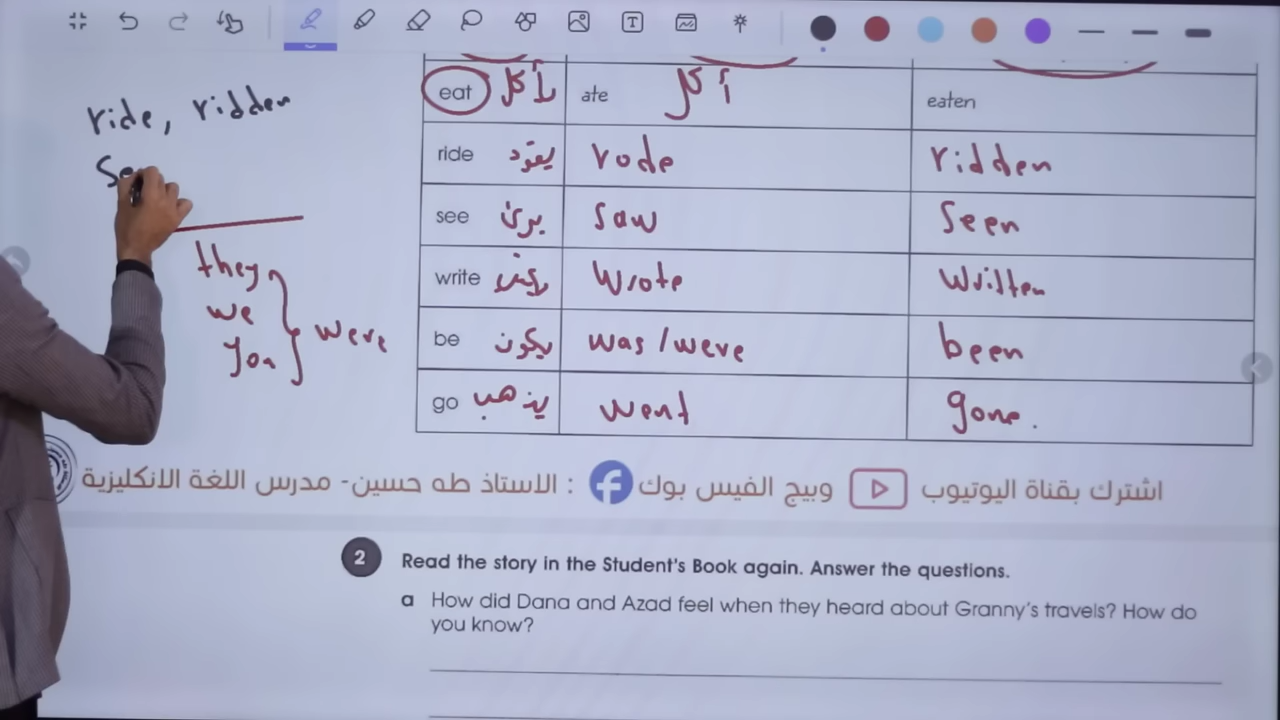 eat يأكل ate أكل eaten
ride يقود rode ridden
see يرى saw seen
write يكتب wrote written
be يكون was / were been
go يذهب went gone.
ride, ridden
they
we
you
were
اشترك بقناة اليوتيوب وبيج الفيس بوك : الاستاذ طه حسين- مدرس اللغة الانكليزية
2 Read the story in the Student's Book again. Answer the questions.
a How did Dana and Azad feel when they heard about Granny's travels? How do
you know?